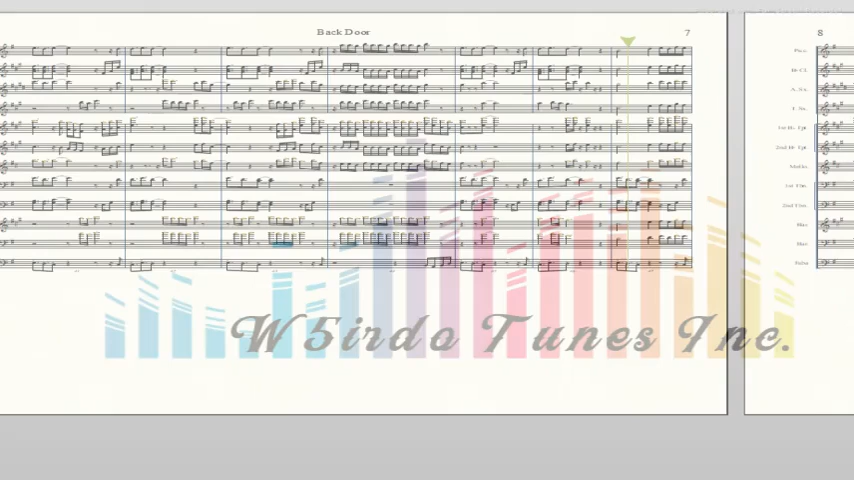 Back Door
7
8
Picc.
B♭ Cl.
A. Sx.
T. Sx.
1st B♭ Tpt.
2nd B♭ Tpt.
Mello.
1st Tbn.
2nd Tbn.
Bar.
Bar.
Tuba
W5irdo Tunes Inc.